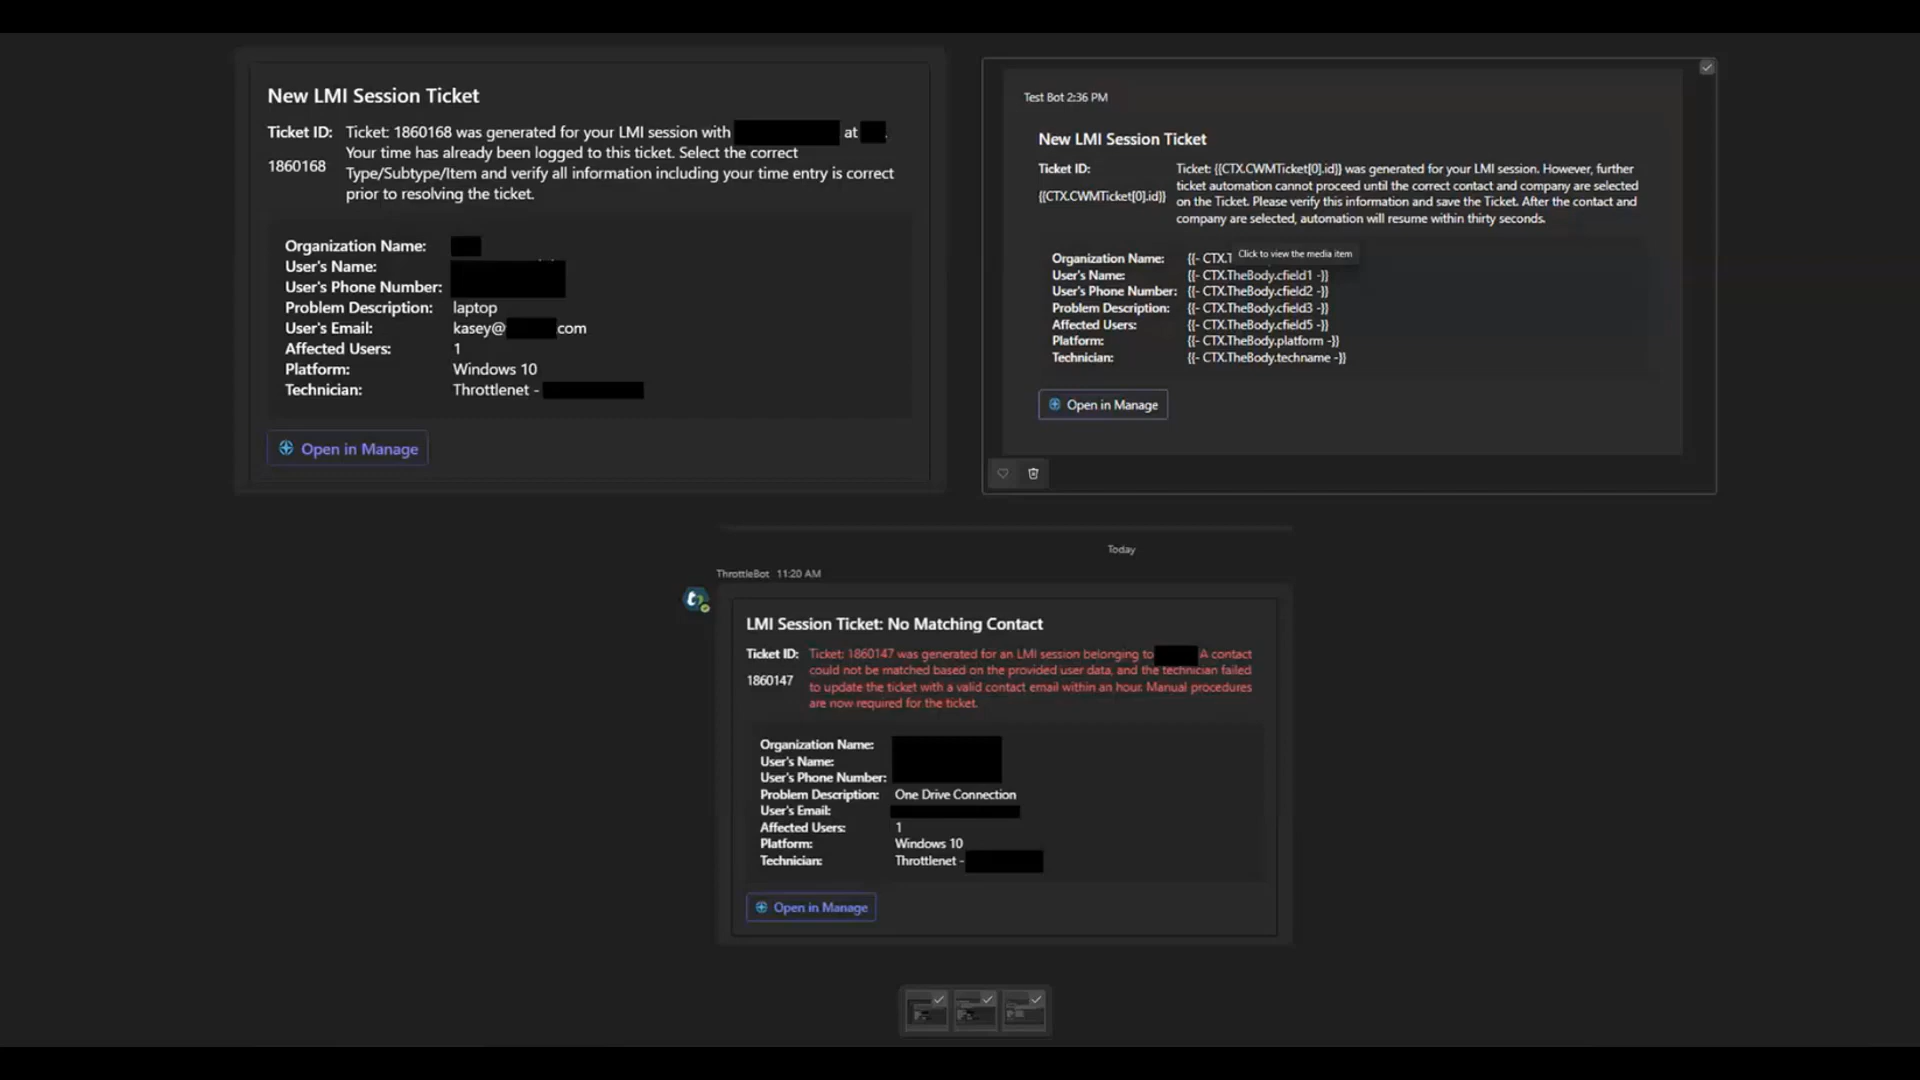 New LMI Session Ticket
Ticket ID: Ticket: 1860168 was generated for your LMI session with at .
Your time has already been logged to this ticket. Select the correct
1860168
Type/Subtype/Item and verify all information including your time entry is correct
prior to resolving the ticket.
Organization Name:
User's Name:
User's Phone Number:
Problem Description: laptop
User's Email: kasey@ .com
Affected Users: 1
Platform: Windows 10
Technician: Throttlenet -
Open in Manage
Test Bot 2:36 PM
New LMI Session Ticket
Ticket ID: Ticket: {{CTX.CWMTicket[0].id}} was generated for your LMI session. However, further
ticket automation cannot proceed until the correct contact and company are selected
{{CTX.CWMTicket[0].id}} on the Ticket. Please verify this information and save the Ticket. After the contact and
company are selected, automation will resume within thirty seconds.
Organization Name: {{- CTX.T
Click to view the media item
User's Name: {{- CTX.TheBody.cfield1 -}}
User's Phone Number: {{- CTX.TheBody.cfield2 -}}
Problem Description: {{- CTX.TheBody.cfield3 -}}
Affected Users: {{- CTX.TheBody.cfield5 -}}
Platform: {{- CTX.TheBody.platform -}}
Technician: {{- CTX.TheBody.techname -}}
Open in Manage
Today
ThrottleBot 11:20 AM
LMI Session Ticket: No Matching Contact
Ticket ID: Ticket: 1860147 was generated for an LMI session belonging to A contact
could not be matched based on the provided user data, and the technician failed
1860147 to update the ticket with a valid contact email within an hour. Manual procedures
are now required for the ticket.
Organization Name:
User's Name:
User's Phone Number:
Problem Description: One Drive Connection
User's Email:
Affected Users: 1
Platform: Windows 10
Technician: Throttlenet -
Open in Manage